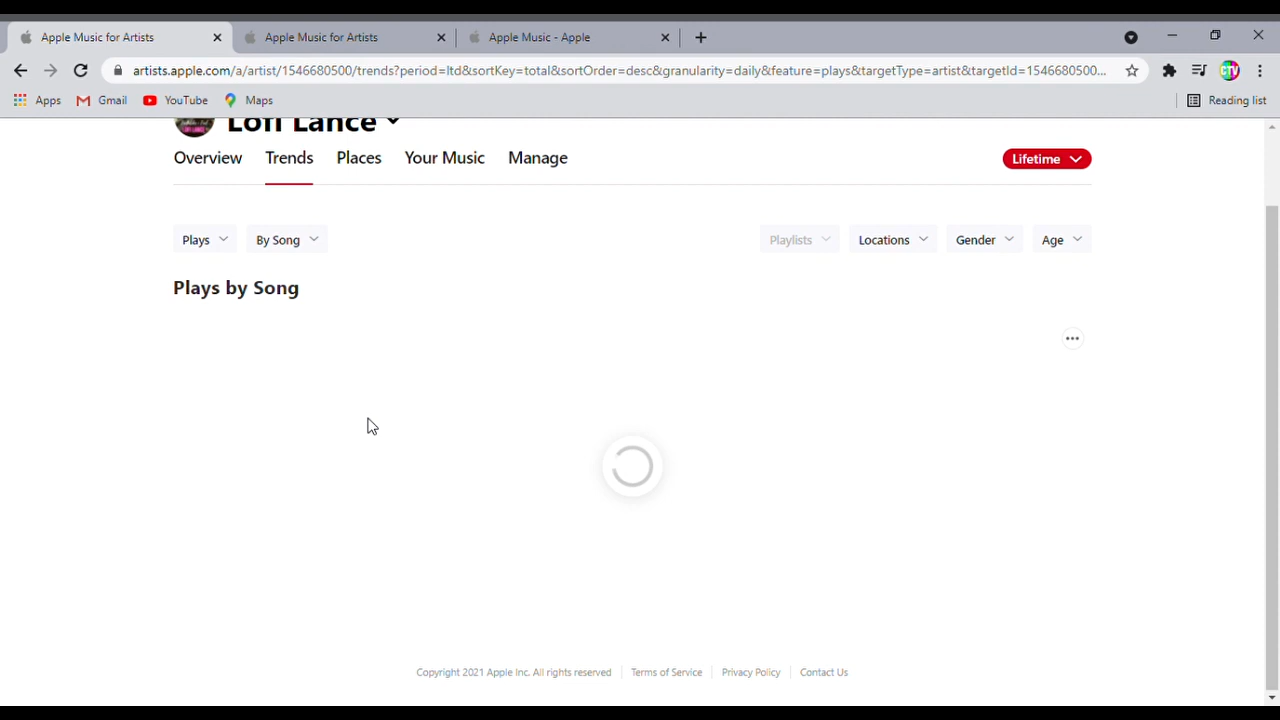 Apple Music for Artists
Apple Music for Artists
Apple Music - Apple
artists.apple.com/a/artist/1546680500/trends?period=ltd&sortKey=total&sortOrder=desc&granularity=daily&feature=plays&targetType=artist&targetId=1546680500...
CTV
Apps Gmail YouTube Maps Reading list
Lofi Lance
Overview Trends Places Your Music Manage Lifetime
Plays By Song Playlists Locations Gender Age
Plays by Song
Copyright 2021 Apple Inc. All rights reserved Terms of Service Privacy Policy Contact Us